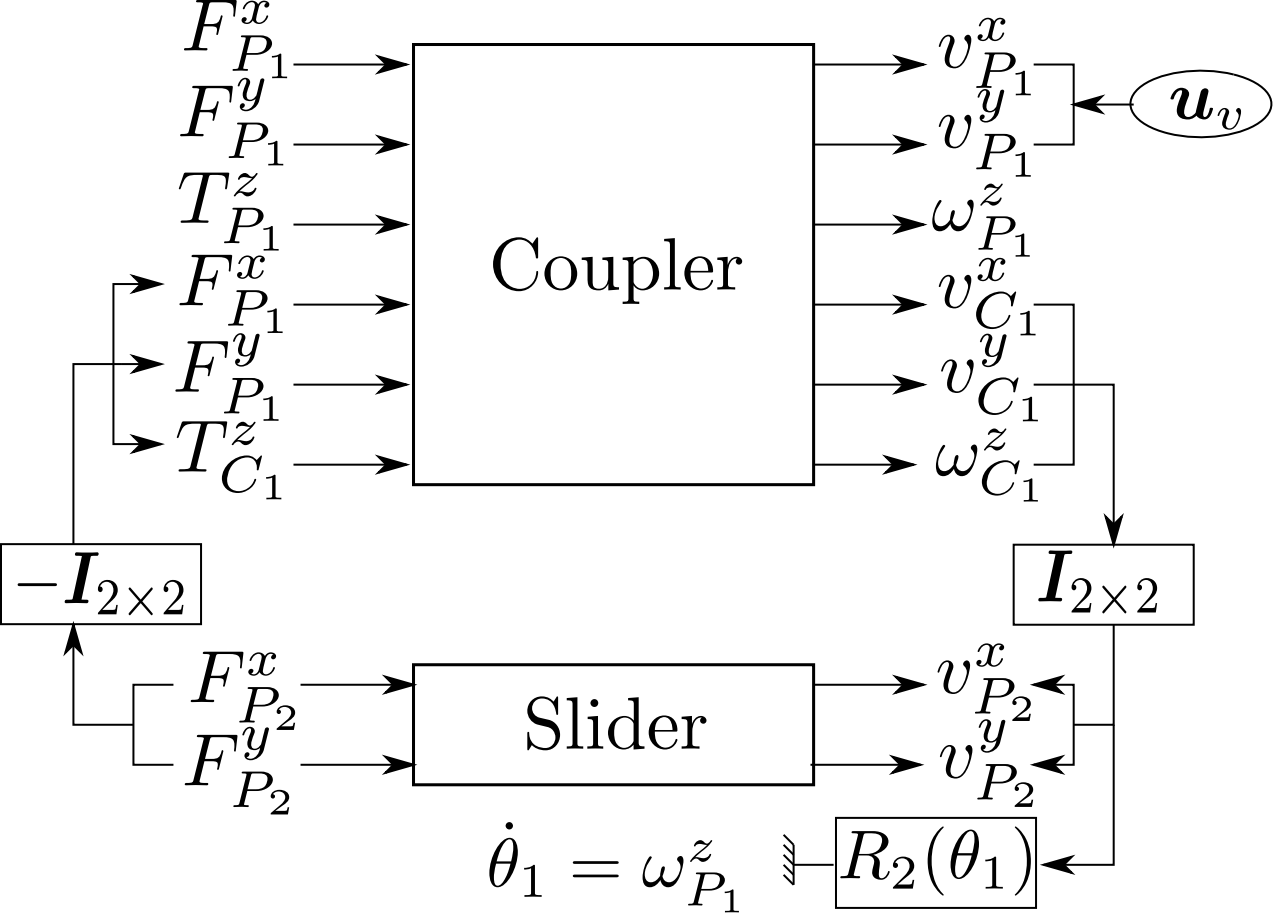 F^x_{P_1} v^x_{P_1}
F^y_{P_1} v^y_{P_1} u_v
T^z_{P_1} ω^z_{P_1}
Coupler
F^x_{P_1} v^x_{C_1}
F^y_{P_1} v^y_{C_1}
T^z_{C_1} ω^z_{C_1}
−I_{2×2} I_{2×2}
F^x_{P_2} v^x_{P_2}
Slider
F^y_{P_2} v^y_{P_2}
θ̇_1 = ω^z_{P_1} R_2(θ_1)